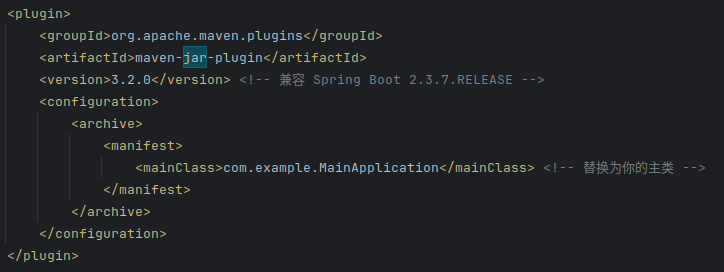 <plugin>
<groupId>org.apache.maven.plugins</groupId>
<artifactId>maven-jar-plugin</artifactId>
<version>3.2.0</version> <!-- 兼容 Spring Boot 2.3.7.RELEASE -->
<configuration>
<archive>
<manifest>
<mainClass>com.example.MainApplication</mainClass> <!-- 替换为你的主类 -->
</manifest>
</archive>
</configuration>
</plugin>